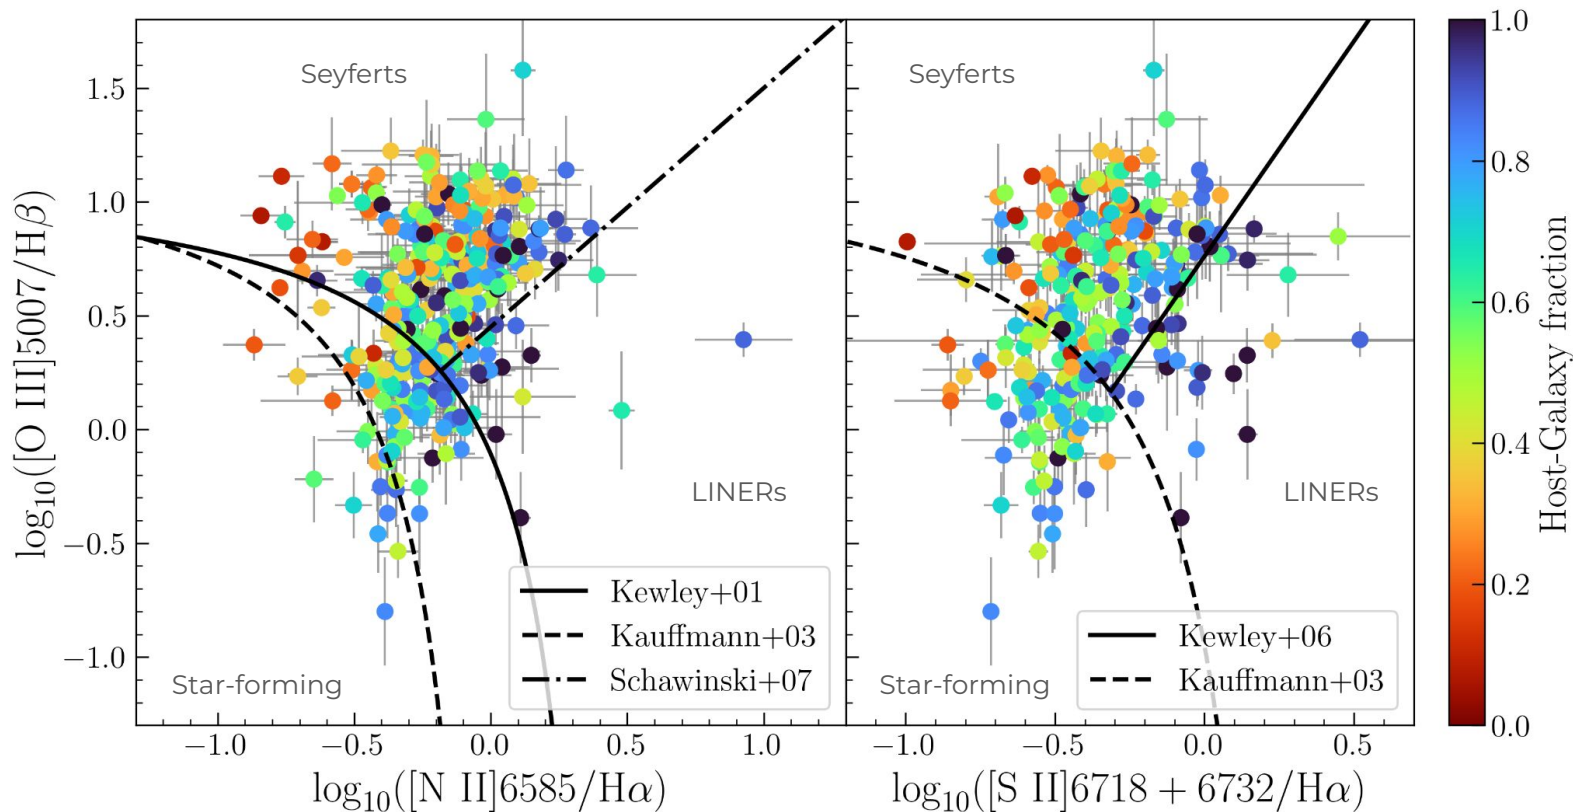 Seyferts
Seyferts
LINERs
LINERs
Star-forming
Star-forming
Kewley+01
Kauffmann+03
Schawinski+07
Kewley+06
Kauffmann+03
1.5
1.0
0.5
0.0
−0.5
−1.0
log₁₀([O III]5007/Hβ)
−1.0 −0.5 0.0 0.5 1.0
log₁₀([N II]6585/Hα)
−1.0 −0.5 0.0 0.5
log₁₀([S II]6718 + 6732/Hα)
1.0
0.8
0.6
0.4
0.2
0.0
Host-Galaxy fraction